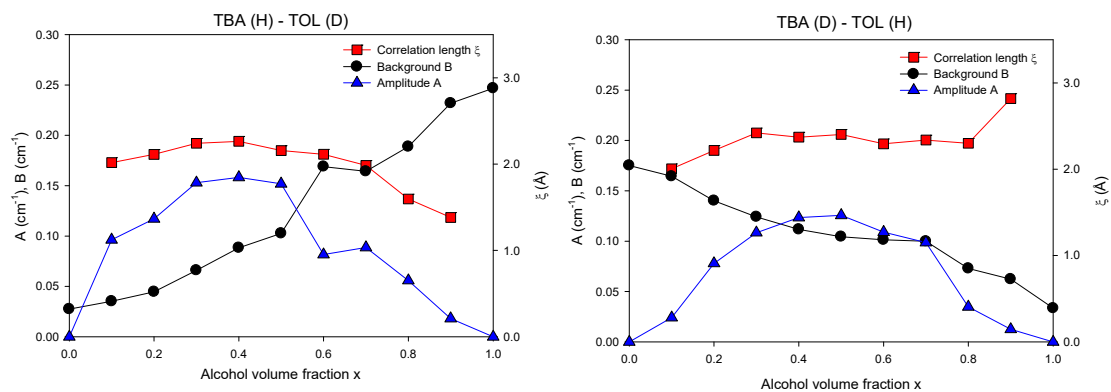 TBA (H) - TOL (D)
0.30
0.25
0.20
0.15
0.10
0.05
0.00
A (cm⁻¹), B (cm⁻¹)
Correlation length ξ
Background B
Amplitude A
3.0
2.0
1.0
0.0
ξ (Å)
0.0 0.2 0.4 0.6 0.8 1.0
Alcohol volume fraction x
TBA (D) - TOL (H)
0.30
0.25
0.20
0.15
0.10
0.05
0.00
A (cm⁻¹), B (cm⁻¹)
Correlation length ξ
Background B
Amplitude A
3.0
2.0
1.0
0.0
ξ (Å)
0.0 0.2 0.4 0.6 0.8 1.0
Alcohol volume fraction x